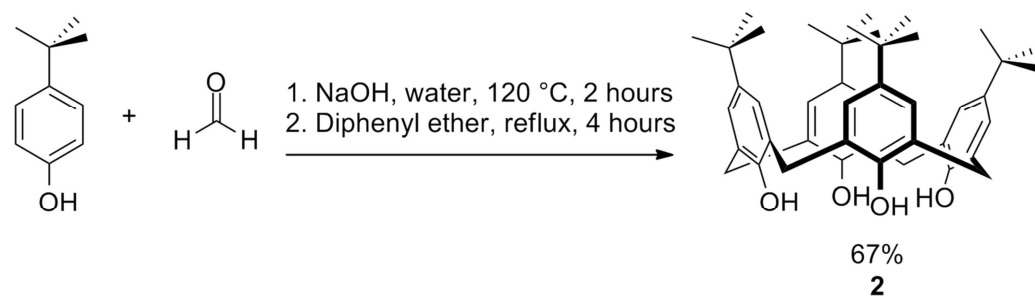 OH
+
O
H
H
1. NaOH, water, 120 °C, 2 hours
2. Diphenyl ether, reflux, 4 hours
OH
OH
OH
HO
67%
2